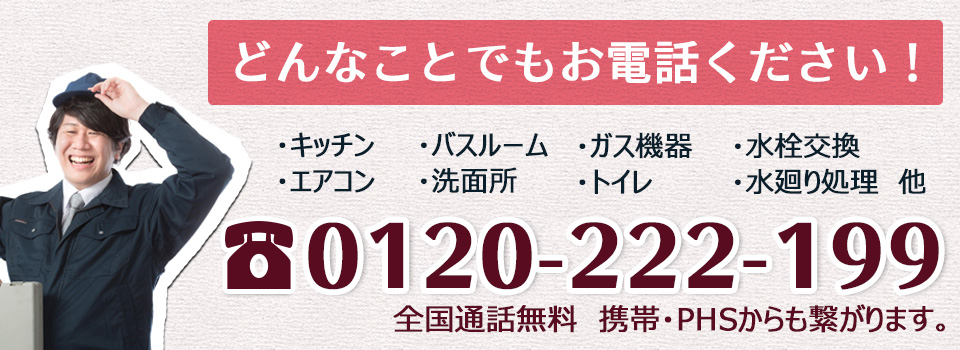 どんなことでもお電話ください！
・キッチン ・バスルーム ・ガス機器 ・水栓交換
・エアコン ・洗面所 ・トイレ ・水廻り処理 他
☎0120-222-199
全国通話無料 携帯・PHSからも繋がります。